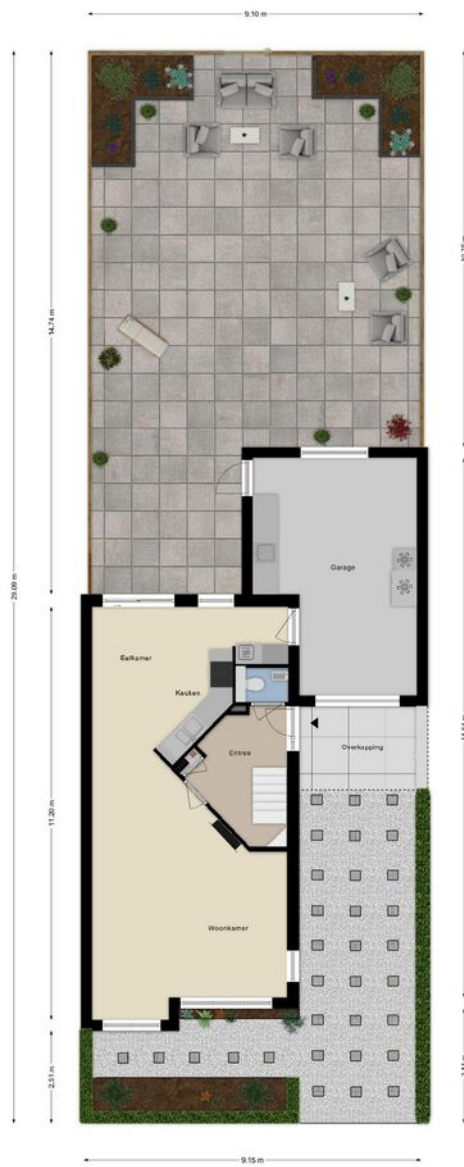 9.10 m
14.74 m
29.09 m
Garage
Eetkamer
Keuken
Entree
Overkapping
11.20 m
Woonkamer
2.51 m
9.15 m